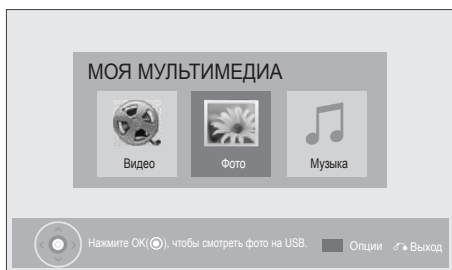 МОЯ МУЛЬТИМЕДИА
Видео Фото Музыка
Нажмите OK(◉), чтобы смотреть фото на USB. Опции Выход